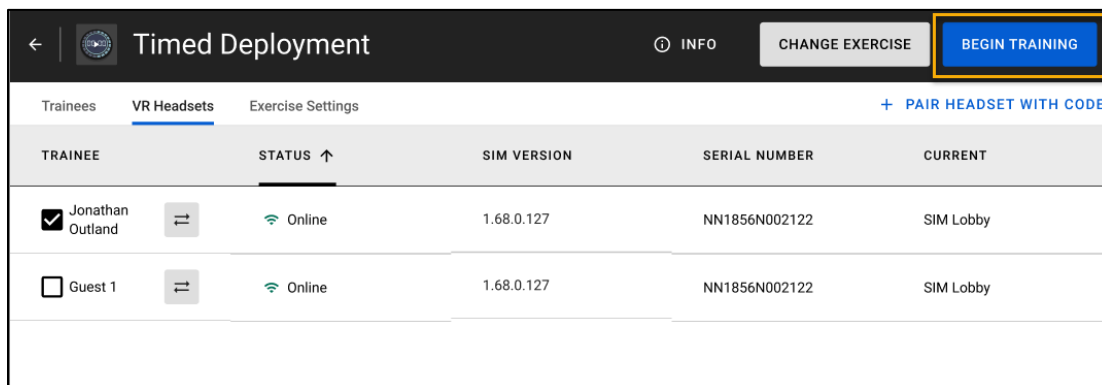 Timed Deployment INFO CHANGE EXERCISE BEGIN TRAINING
Trainees VR Headsets Exercise Settings + PAIR HEADSET WITH CODE
TRAINEE STATUS SIM VERSION SERIAL NUMBER CURRENT
Jonathan
Outland
Online 1.68.0.127 NN1856N002122 SIM Lobby
Guest 1 Online 1.68.0.127 NN1856N002122 SIM Lobby